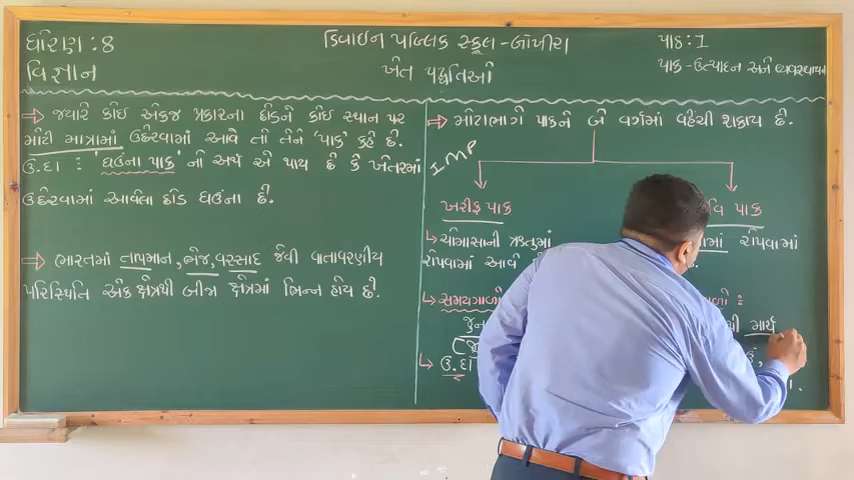 ધોરણ : 8
ડિવાઇન પબ્લિક સ્કૂલ - લાંખીયા
પાઠ : 1
વિજ્ઞાન
ખેત પદ્ધતિઓ
પાક - ઉત્પાદન અને વ્યવસ્થાપન
⇒ જ્યારે કોઈ એકજ પ્રકારના છોડને કોઈ સ્થાન પર
મોટી માત્રામાં ઉછેરવામાં આવે તો તેને 'પાક' કહે છે.
ઉ.દા : 'ઘઉંના પાક' નો અર્થ એ થાય છે કે ખેતરમાં
ઉછેરવામાં આવેલા છોડ ઘઉંના છે.
⇒ ભારતમાં તાપમાન, ભેજ, વરસાદ જેવી વાતાવરણીય
પરિસ્થિતિ એક ક્ષેત્રથી બીજા ક્ષેત્રમાં ભિન્ન હોય છે.
⇒ મોટાભાગે પાકને બે વર્ગમાં વહેંચી શકાય છે.
IMP
ખરીફ પાક
પાક
ચોમાસાની ઋતુમાં
રોપવામાં
રોપવામાં આવે
સમયગાળો
જુન
માર્ચ
ઉ.દા